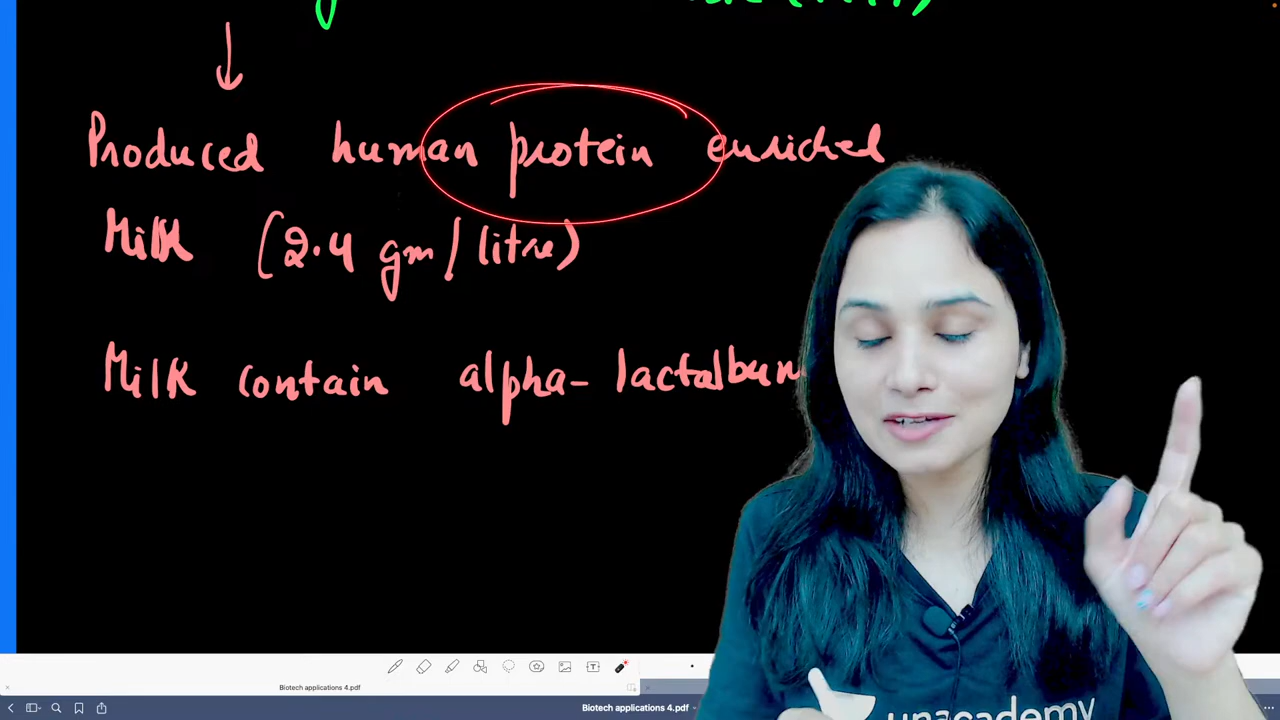 Produced human protein enriched
Milk (2.4 gm/litre)
Milk contain alpha-lactalbum
Biotech applications 4.pdf
Biotech applications 4.pdf
unacademy